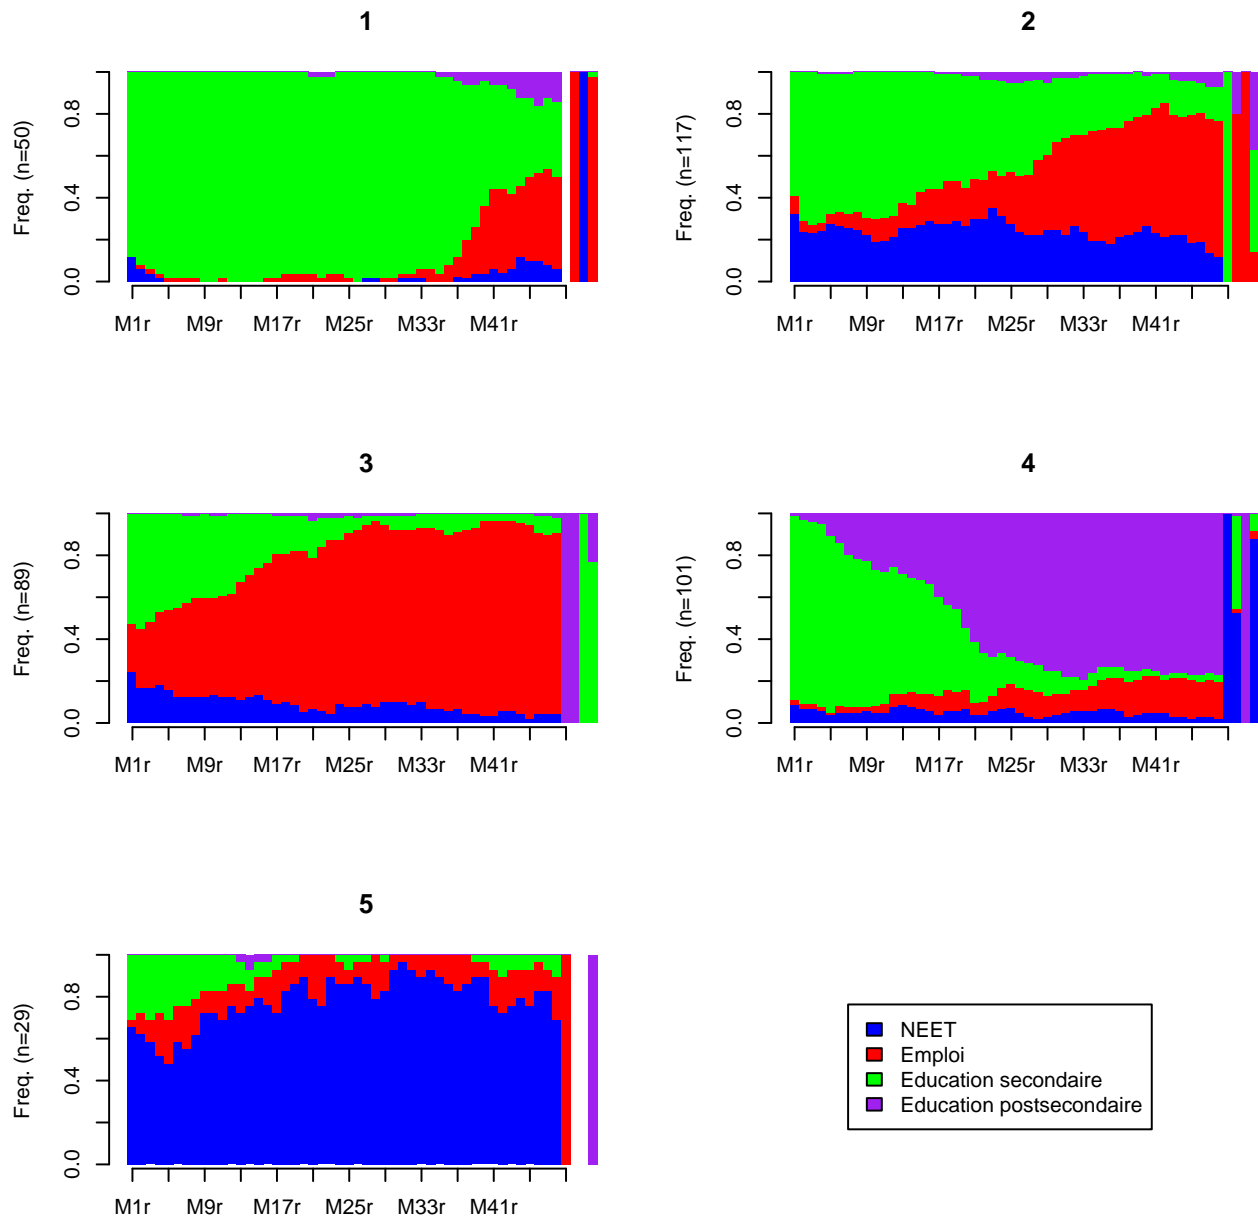 1
Freq. (n=50)
0.0 0.4 0.8
M1r M9r M17r M25r M33r M41r
2
Freq. (n=117)
0.0 0.4 0.8
M1r M9r M17r M25r M33r M41r
3
Freq. (n=89)
0.0 0.4 0.8
M1r M9r M17r M25r M33r M41r
4
Freq. (n=101)
0.0 0.4 0.8
M1r M9r M17r M25r M33r M41r
5
Freq. (n=29)
0.0 0.4 0.8
M1r M9r M17r M25r M33r M41r
NEET
Emploi
Education secondaire
Education postsecondaire